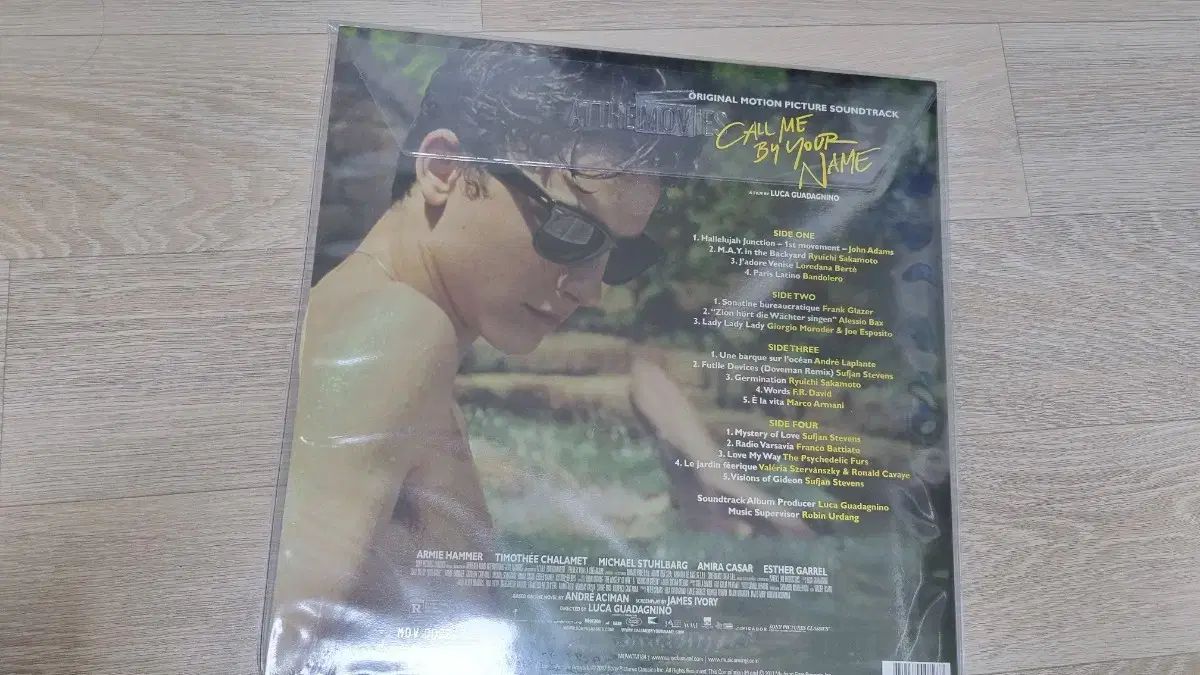 AT THE MOVIES
ORIGINAL MOTION PICTURE SOUNDTRACK
CALL ME
BY YOUR
NAME
A FILM BY LUCA GUADAGNINO
SIDE ONE
1. Hallelujah Junction – 1st movement – John Adams
2. M.A.Y. in the Backyard Ryuichi Sakamoto
3. J'adore Venise Loredana Bertè
4. Paris Latino Bandolero
SIDE TWO
1. Sonatine bureaucratique Frank Glazer
2. "Zion hört die Wächter singen" Alessio Bax
3. Lady Lady Lady Giorgio Moroder & Joe Esposito
SIDE THREE
1. Une barque sur l'océan André Laplante
2. Futile Devices (Doveman Remix) Sufjan Stevens
3. Germination Ryuichi Sakamoto
4. Words F.R. David
5. È la vita Marco Armani
SIDE FOUR
1. Mystery of Love Sufjan Stevens
2. Radio Varsavia Franco Battiato
3. Love My Way The Psychedelic Furs
4. Le jardin féerique Valéria Szervánszky & Ronald Cavaye
5. Visions of Gideon Sufjan Stevens
Soundtrack Album Producer Luca Guadagnino
Music Supervisor Robin Urdang
ARMIE HAMMER TIMOTHÉE CHALAMET MICHAEL STUHLBARG AMIRA CASAR ESTHER GARREL
BASED ON THE NOVEL BY ANDRÉ ACIMAN SCREENPLAY BY JAMES IVORY
DIRECTED BY LUCA GUADAGNINO
R
SONY PICTURES CLASSICS
MOV